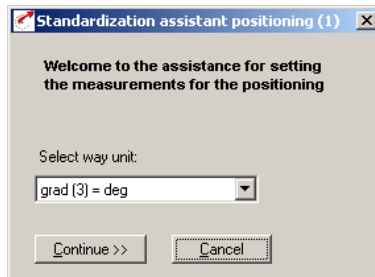 Standardization assistant positioning (1)
Welcome to the assistance for setting
the measurements for the positioning
Select way unit:
grad (3) = deg
Continue >>
Cancel